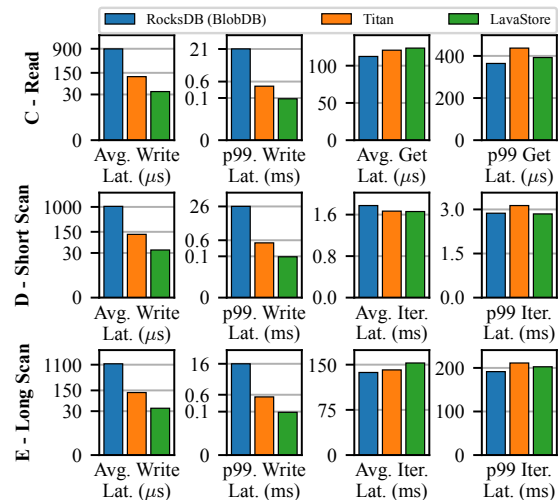 RocksDB (BlobDB) Titan LavaStore
C - Read
900
150
30
0
Avg. Write
Lat. (μs)
21
0.6
0.1
0
p99. Write
Lat. (ms)
100
50
0
Avg. Get
Lat. (μs)
400
200
0
p99 Get
Lat. (μs)
D - Short Scan
1000
150
30
0
Avg. Write
Lat. (μs)
26
0.6
0.1
0
p99. Write
Lat. (ms)
1.6
0.8
0.0
Avg. Iter.
Lat. (ms)
3.0
1.5
0.0
p99 Iter.
Lat. (ms)
E - Long Scan
1100
150
30
0
Avg. Write
Lat. (μs)
16
0.6
0.1
0
p99. Write
Lat. (ms)
150
75
0
Avg. Iter.
Lat. (ms)
200
100
0
p99 Iter.
Lat. (ms)